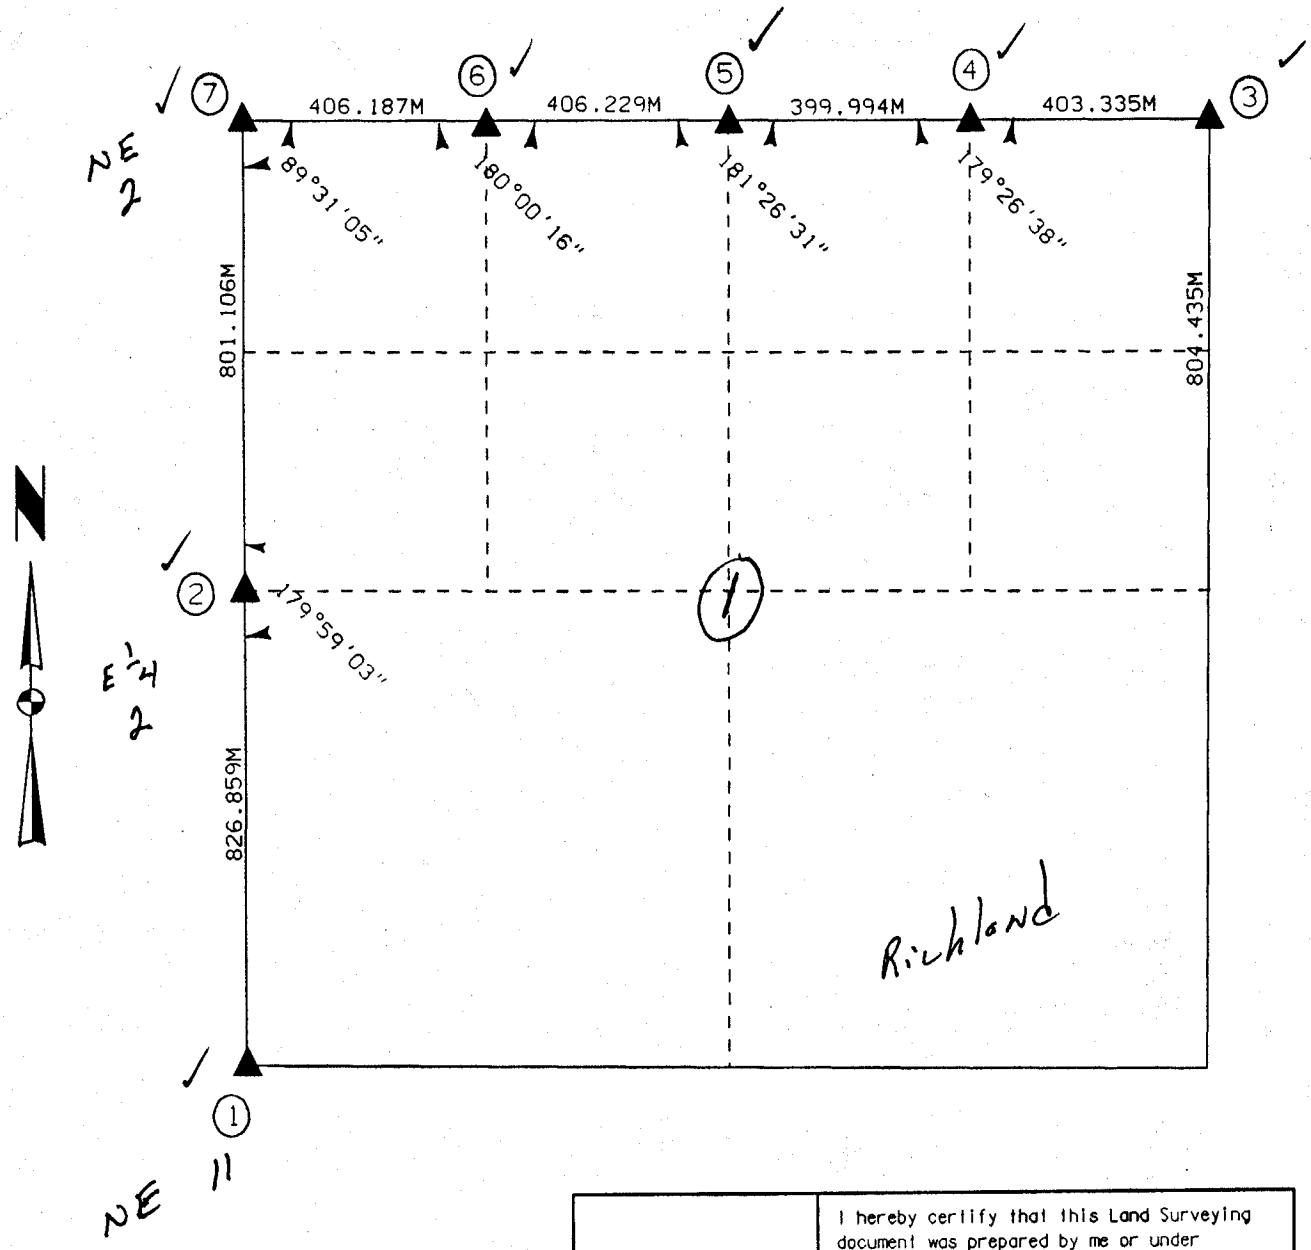 7
6
5
4
3
406.187M
406.229M
399.994M
403.335M
NE
2
89°31'05"
180°00'16"
181°26'31"
179°26'38"
801.106M
804.435M
N
2
179°59'03"
1
E 1/4
2
826.859M
Richland
1
NE 11
I hereby certify that this Land Surveying
document was prepared by me or under